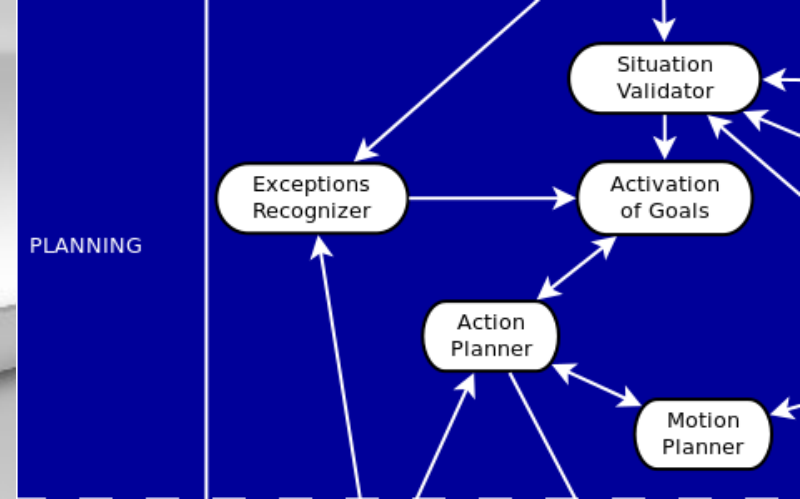 Situation
Validator
Exceptions
Recognizer
Activation
of Goals
PLANNING
Action
Planner
Motion
Planner